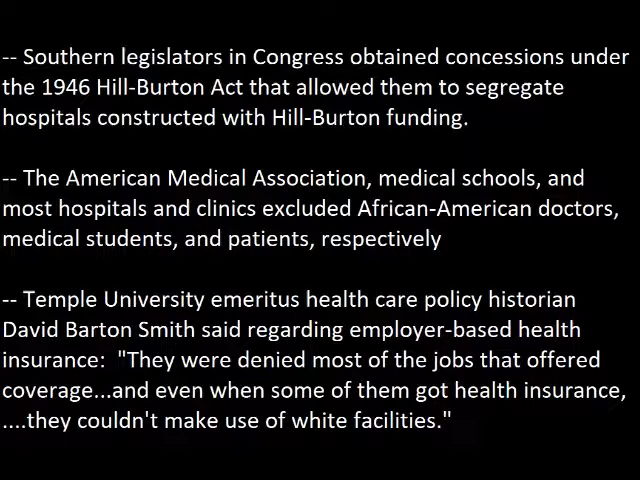 -- Southern legislators in Congress obtained concessions under
the 1946 Hill-Burton Act that allowed them to segregate
hospitals constructed with Hill-Burton funding.
-- The American Medical Association, medical schools, and
most hospitals and clinics excluded African-American doctors,
medical students, and patients, respectively
-- Temple University emeritus health care policy historian
David Barton Smith said regarding employer-based health
insurance:  "They were denied most of the jobs that offered
coverage...and even when some of them got health insurance,
....they couldn't make use of white facilities."